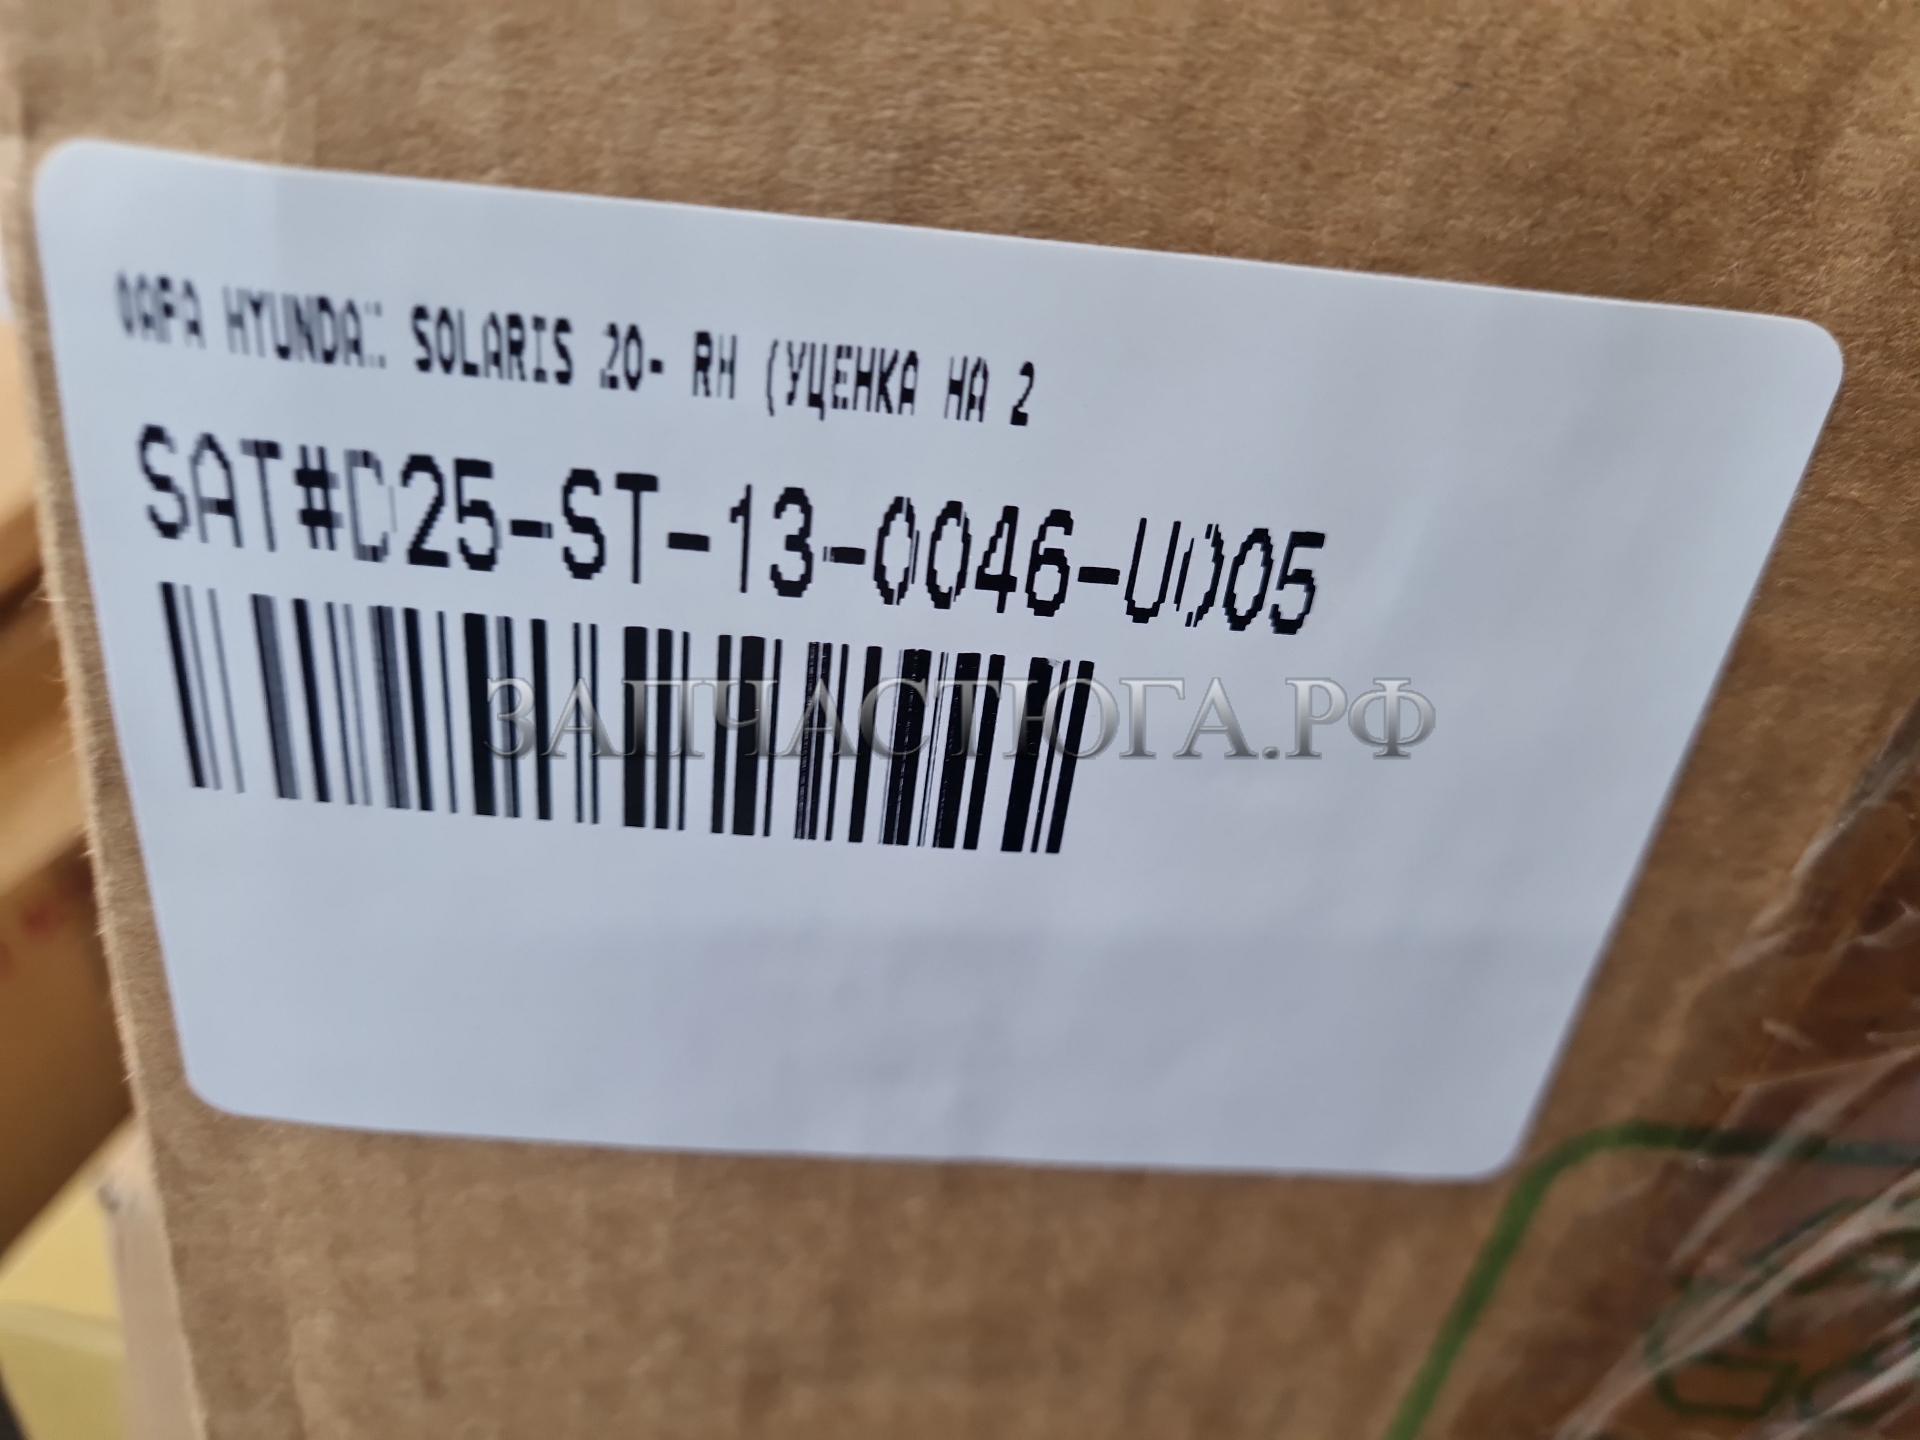 ФАРА HYUNDAI SOLARIS 20- RH (УЦЕНКА НА 2
SAT#D25-ST-13-0046-U005
ЗАПЧАСТЮГА.РФ